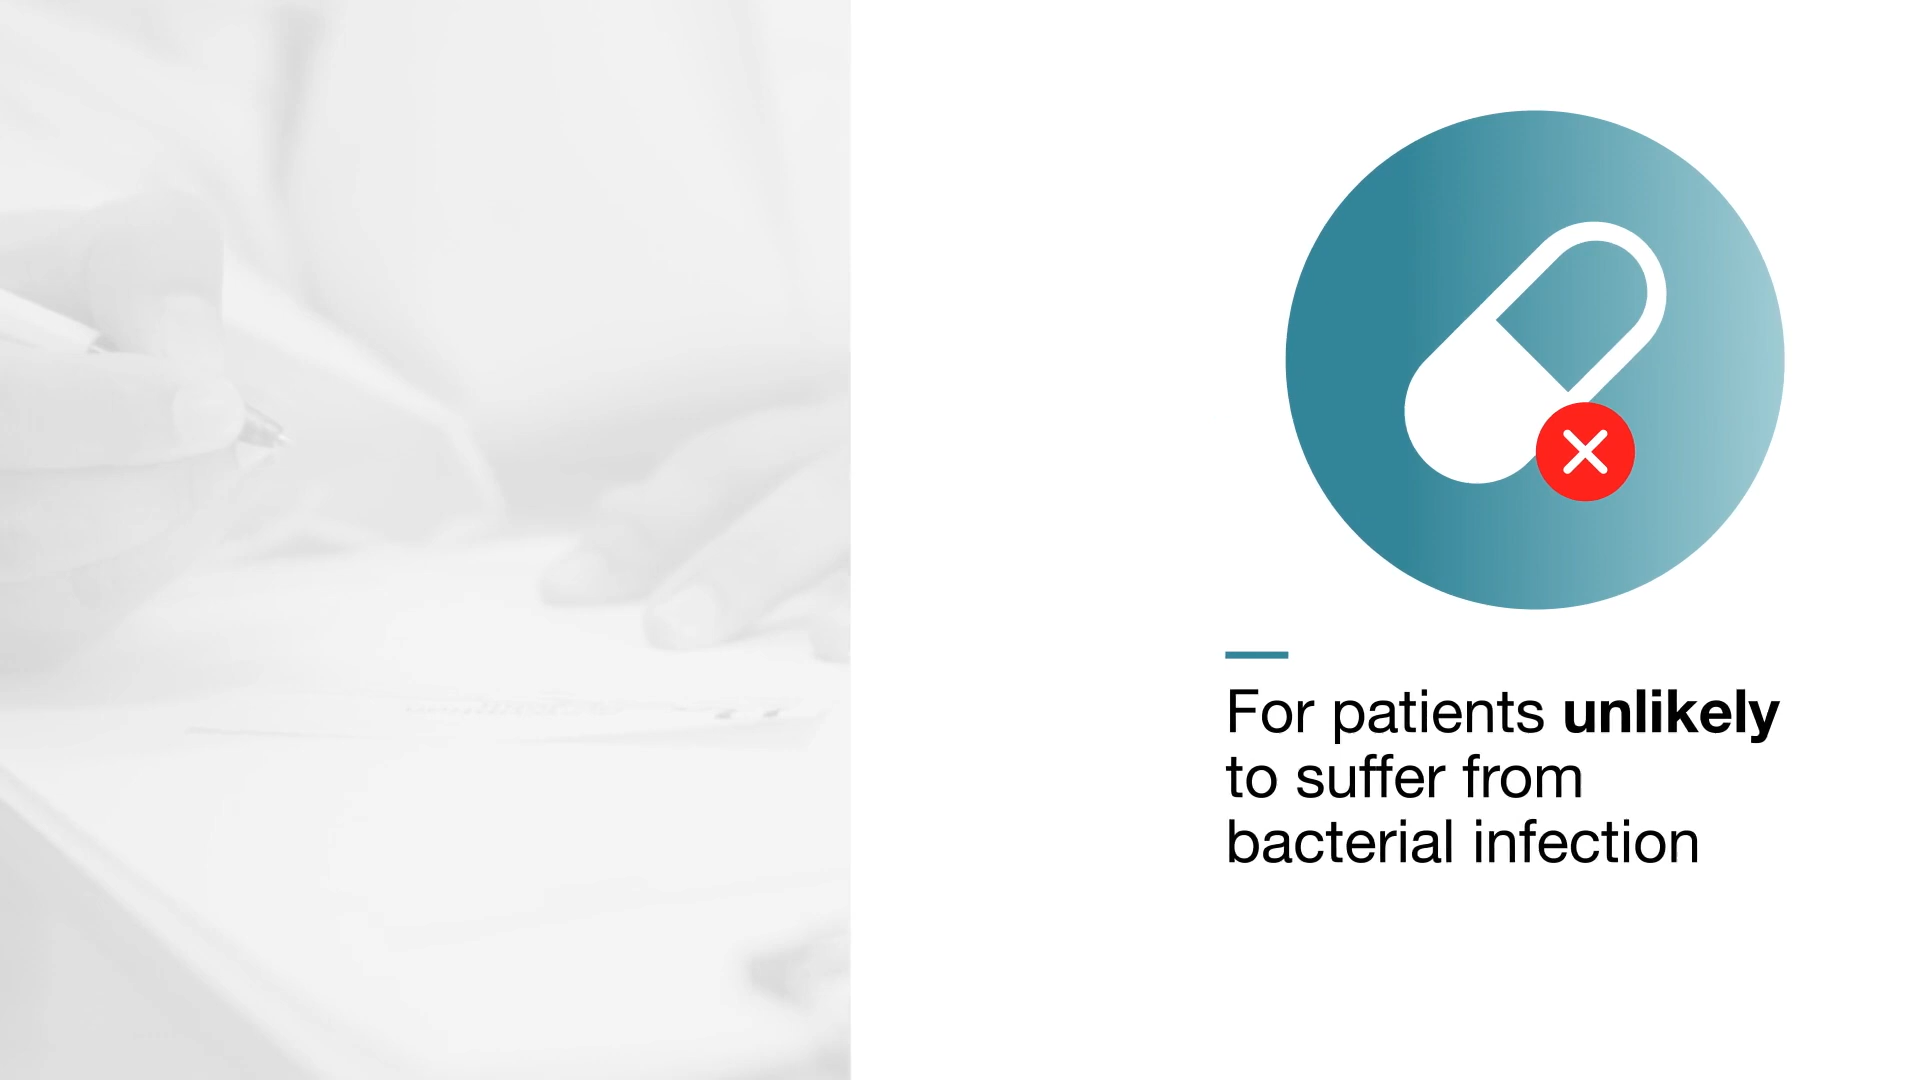 For patients unlikely
to suffer from
bacterial infection